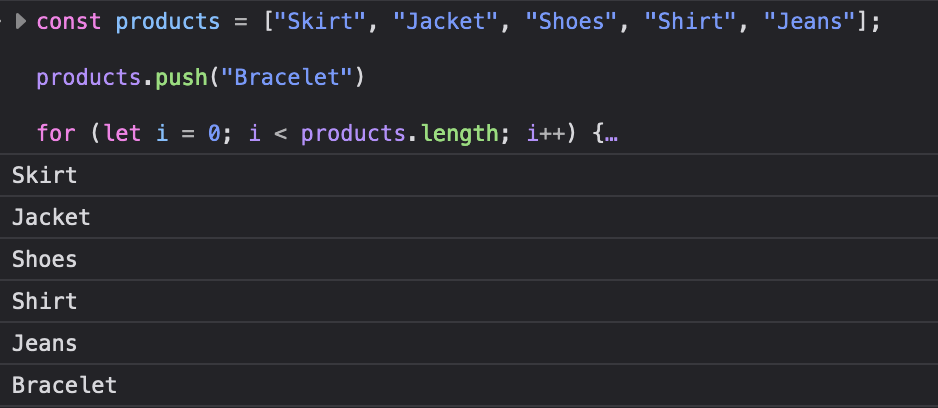 const products = ["Skirt", "Jacket", "Shoes", "Shirt", "Jeans"];
products.push("Bracelet")
for (let i = 0; i < products.length; i++) {…
Skirt
Jacket
Shoes
Shirt
Jeans
Bracelet